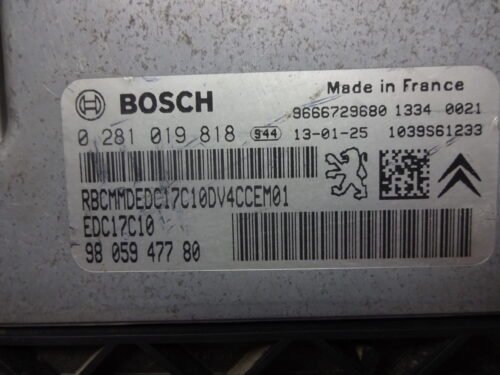 BOSCH
Made in France
9666729680 1334 0021
0 281 019 818 944 13-01-25 1039S61233
RBCMMDEDC17C10DV4CCEM01
EDC17C10
98 059 477 80